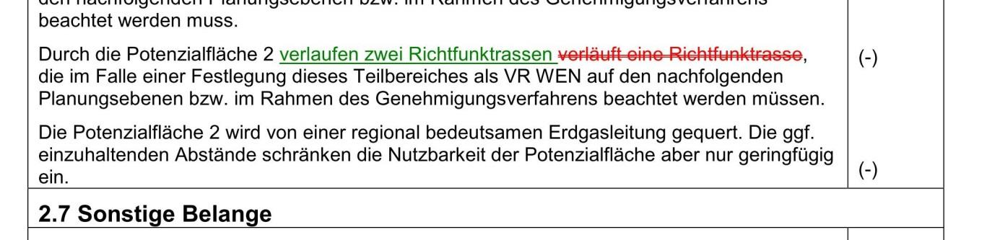 den nachfolgenden Planungsebenen bzw. im Rahmen des Genehmigungsverfahrens
beachtet werden muss.
Durch die Potenzialfläche 2 verlaufen zwei Richtfunktrassen verläuft eine Richtfunktrasse,
die im Falle einer Festlegung dieses Teilbereiches als VR WEN auf den nachfolgenden
Planungsebenen bzw. im Rahmen des Genehmigungsverfahrens beachtet werden müssen.
(-)
Die Potenzialfläche 2 wird von einer regional bedeutsamen Erdgasleitung gequert. Die ggf.
einzuhaltenden Abstände schränken die Nutzbarkeit der Potenzialfläche aber nur geringfügig
ein.
(-)
2.7 Sonstige Belange